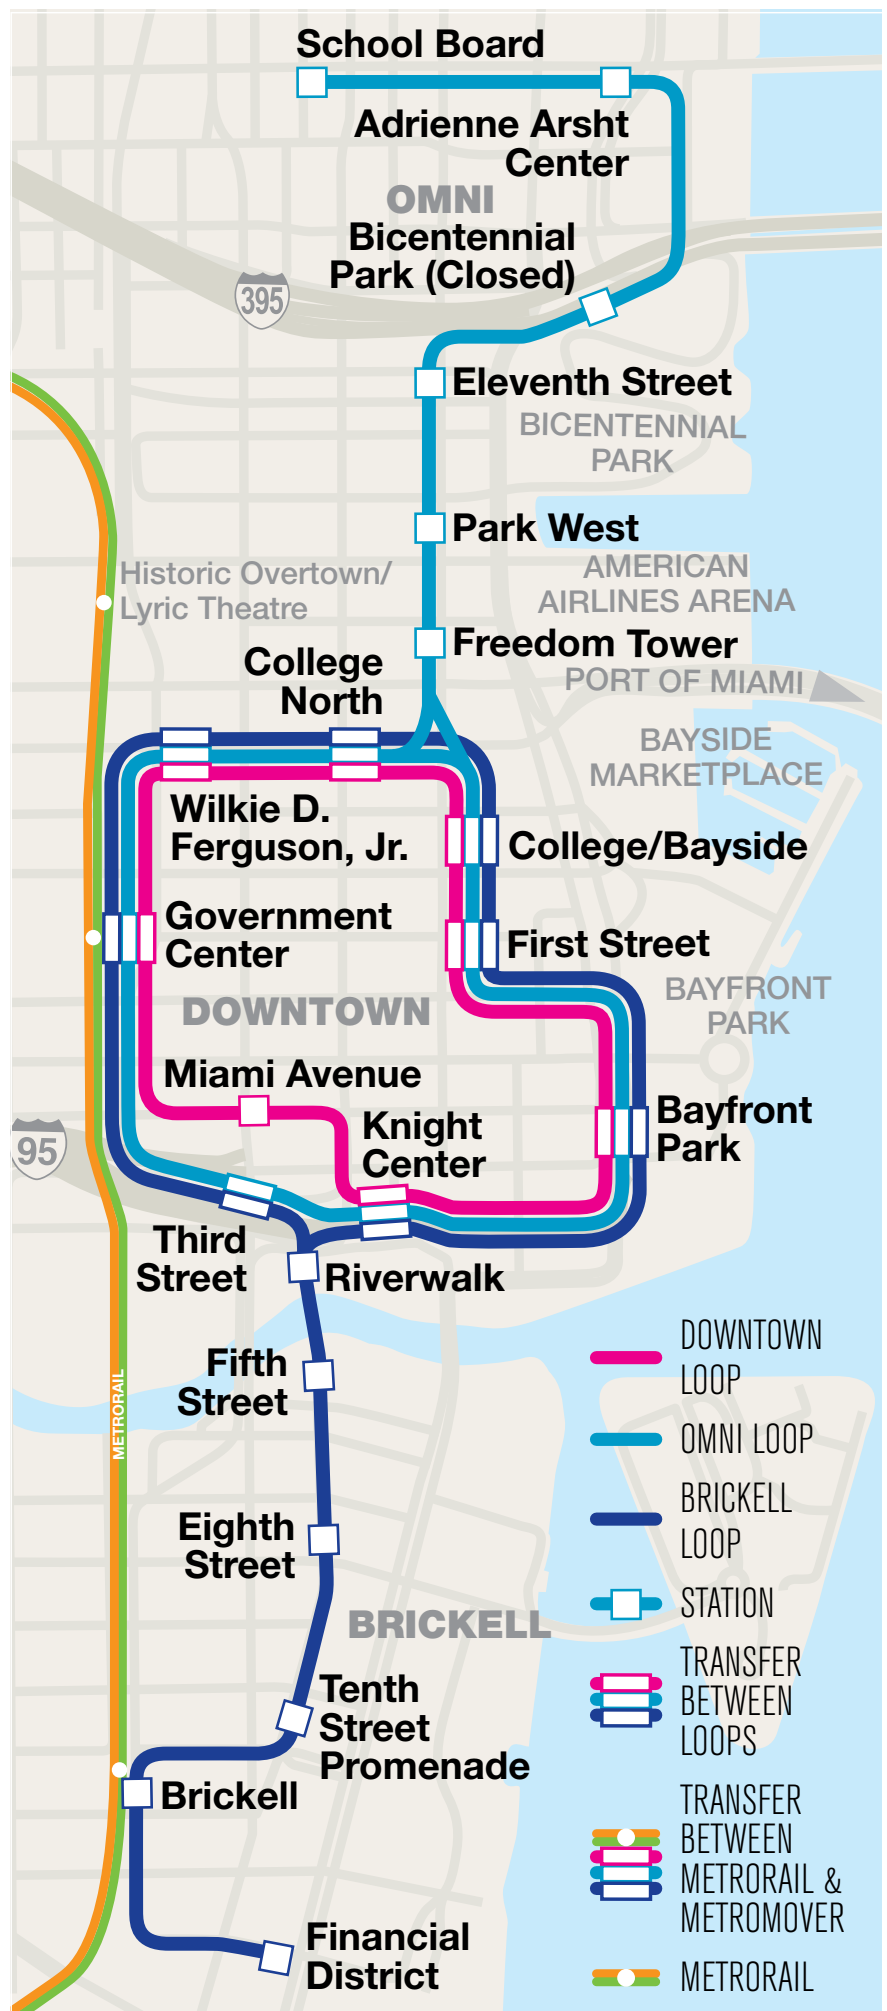 School Board
Adrienne Arsht
Center
OMNI
Bicentennial
Park (Closed)
395
Eleventh Street
BICENTENNIAL
PARK
Park West
AMERICAN
AIRLINES ARENA
Historic Overtown/
Lyric Theatre
Freedom Tower
College
North
PORT OF MIAMI
BAYSIDE
MARKETPLACE
Wilkie D.
Ferguson, Jr.
College/Bayside
Government
Center
First Street
BAYFRONT
PARK
DOWNTOWN
Miami Avenue
Knight
Center
Bayfront
Park
95
Third
Street
Riverwalk
Fifth
Street
METRORAIL
Eighth
Street
BRICKELL
Tenth
Street
Promenade
Brickell
Financial
District
DOWNTOWN
LOOP
OMNI LOOP
BRICKELL
LOOP
STATION
TRANSFER
BETWEEN
LOOPS
TRANSFER
BETWEEN
METRORAIL &
METROMOVER
METRORAIL